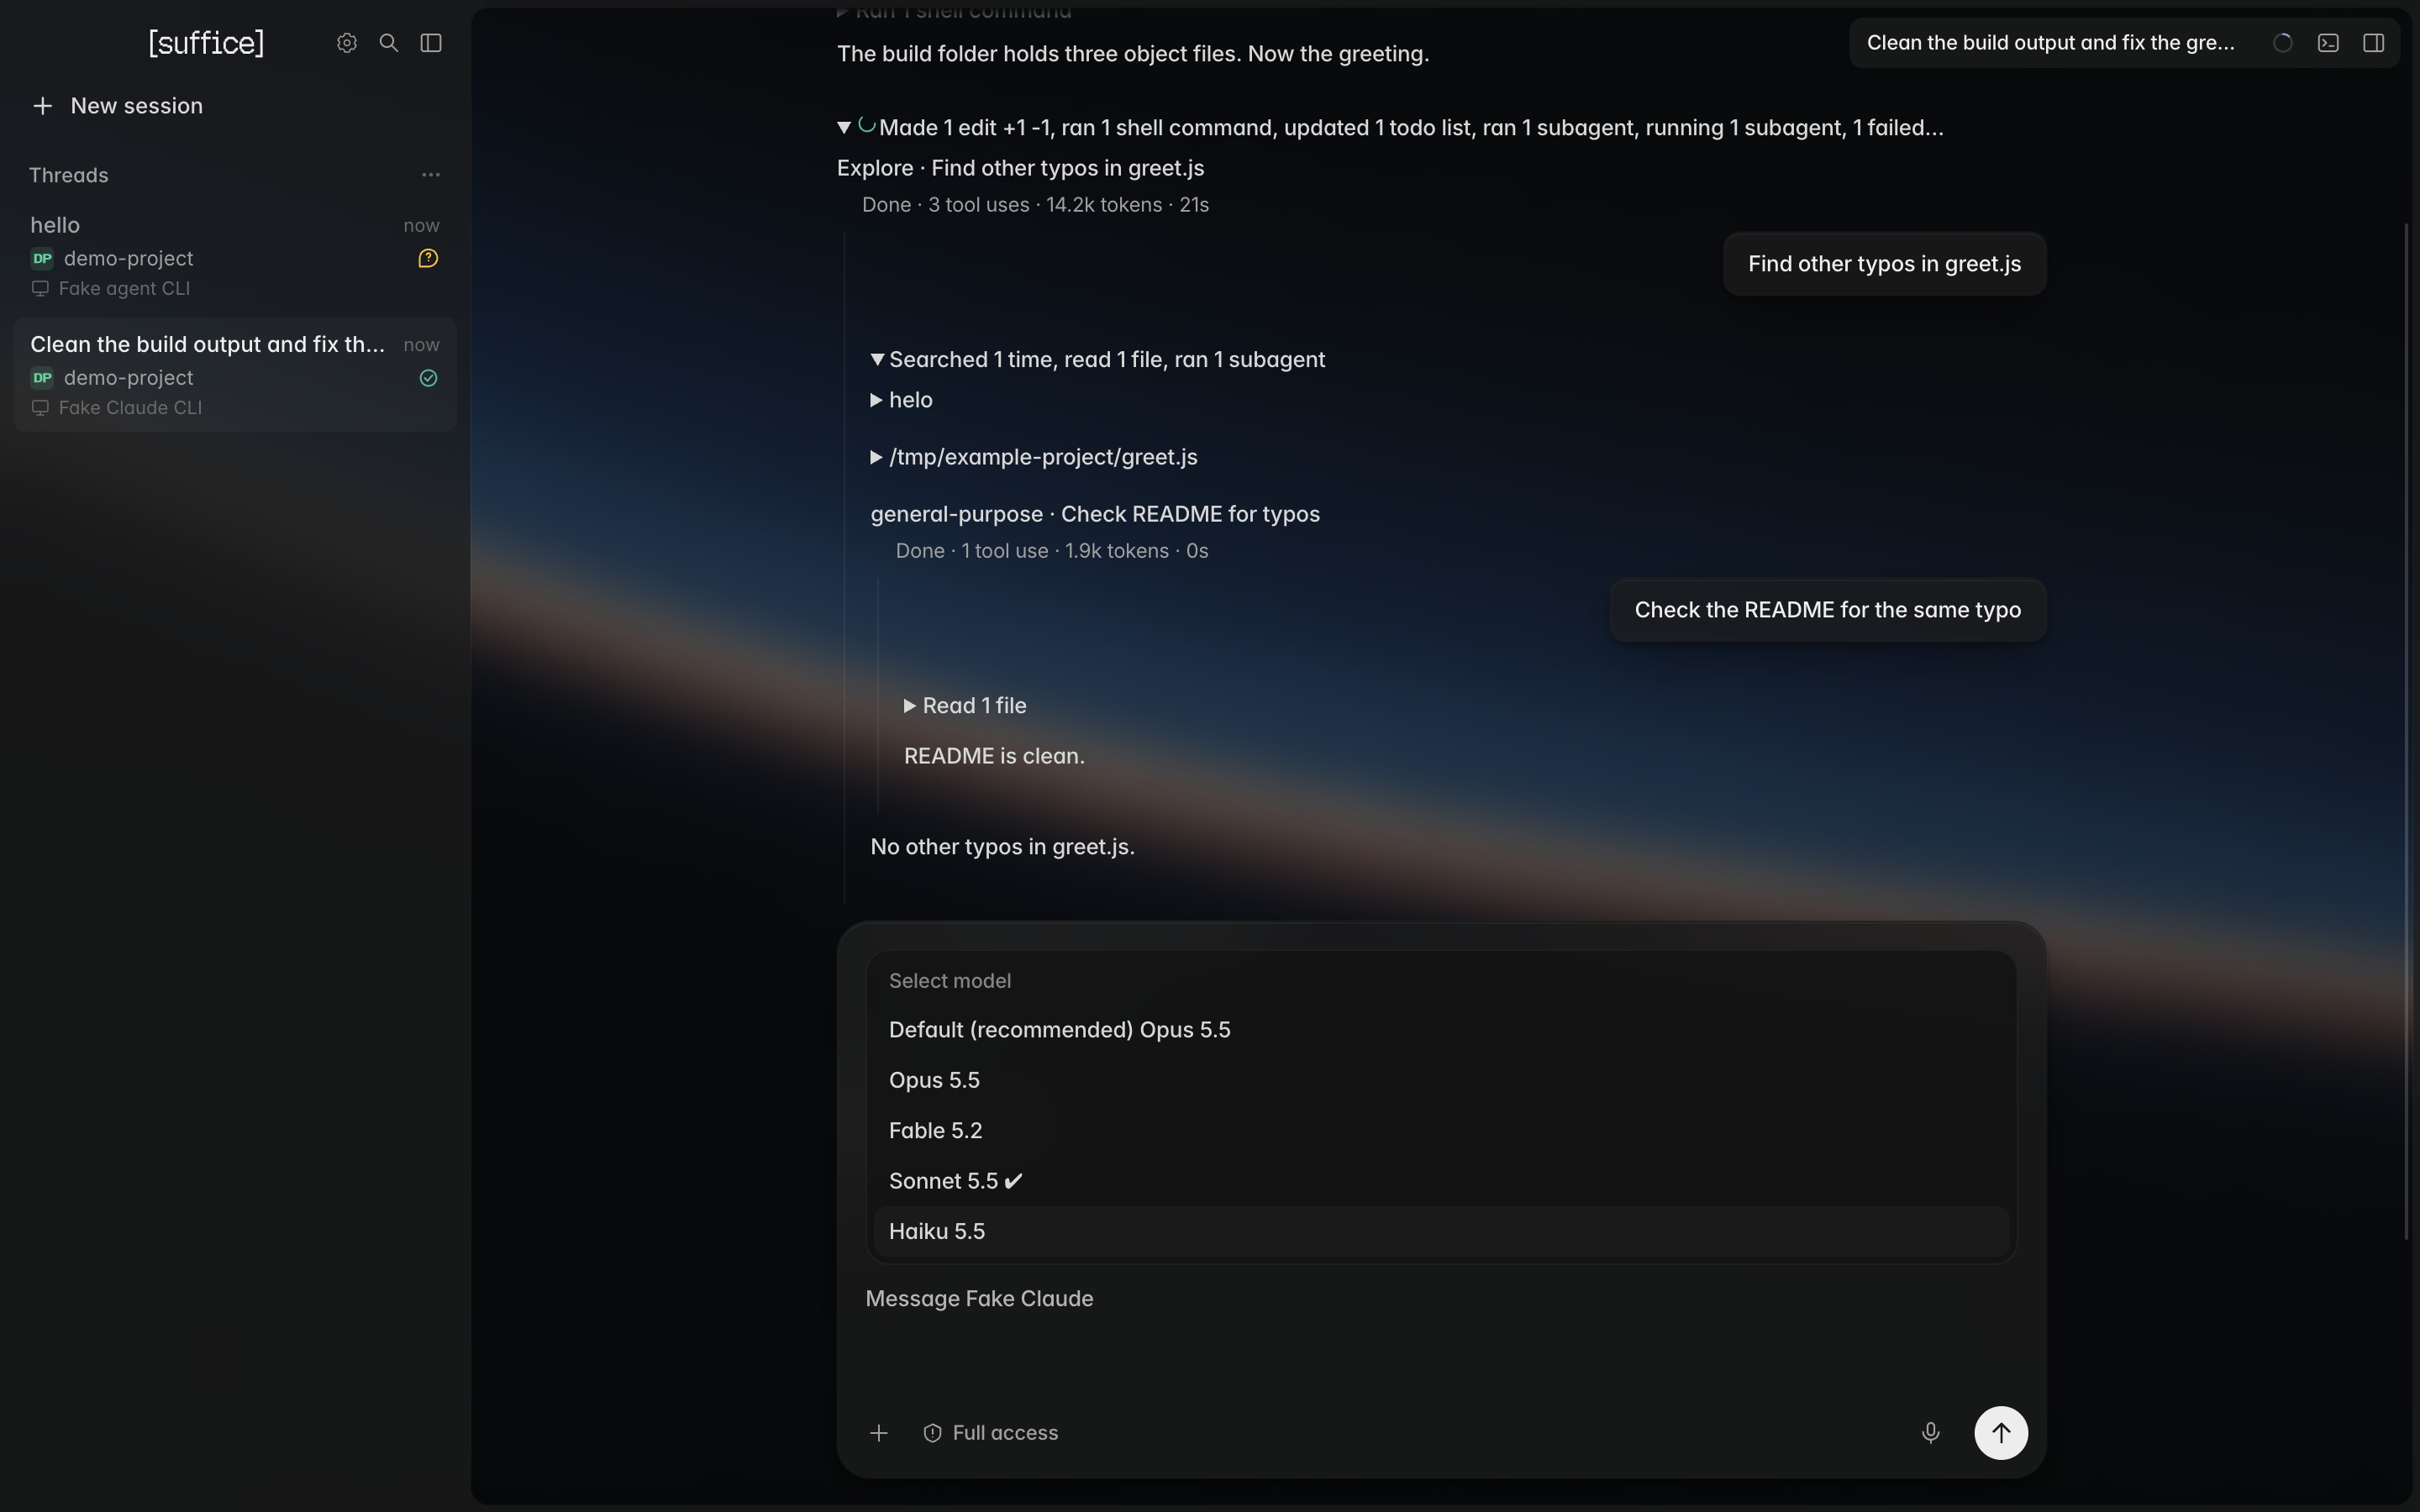 [suffice]
New session
Threads
hello
now
DP demo-project
Fake agent CLI
Clean the build output and fix th...
now
DP demo-project
Fake Claude CLI
Ran 1 shell command
Clean the build output and fix the gre...
The build folder holds three object files. Now the greeting.
Made 1 edit +1 -1, ran 1 shell command, updated 1 todo list, ran 1 subagent, running 1 subagent, 1 failed...
Explore · Find other typos in greet.js
Done · 3 tool uses · 14.2k tokens · 21s
Find other typos in greet.js
Searched 1 time, read 1 file, ran 1 subagent
helo
/tmp/example-project/greet.js
general-purpose · Check README for typos
Done · 1 tool use · 1.9k tokens · 0s
Check the README for the same typo
Read 1 file
README is clean.
No other typos in greet.js.
Select model
Default (recommended) Opus 5.5
Opus 5.5
Fable 5.2
Sonnet 5.5 ✔
Haiku 5.5
Message Fake Claude
Full access